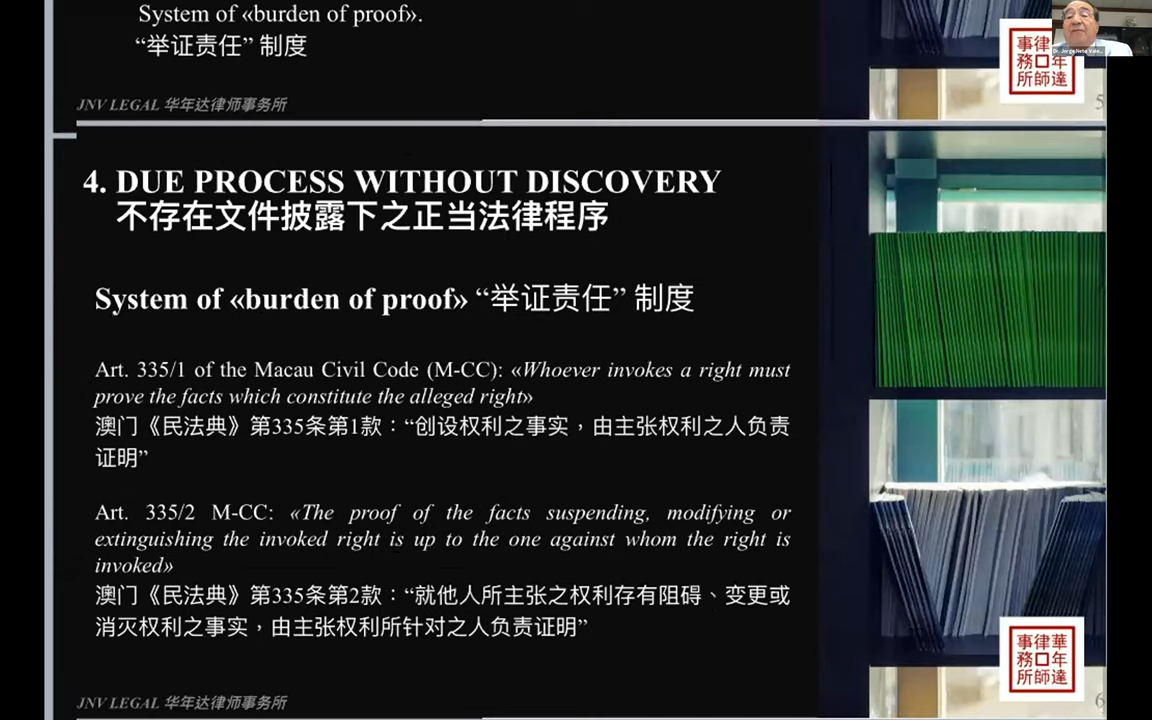 System of «burden of proof».
“举证责任” 制度
JNV LEGAL 华年达律师事务所
5
事律
務口年
所師達
4. DUE PROCESS WITHOUT DISCOVERY
不存在文件披露下之正当法律程序
System of «burden of proof» “举证责任” 制度
Art. 335/1 of the Macau Civil Code (M-CC): «Whoever invokes a right must
prove the facts which constitute the alleged right»
澳门《民法典》第335条第1款：“创设权利之事实，由主张权利之人负责
证明”
Art. 335/2 M-CC: «The proof of the facts suspending, modifying or
extinguishing the invoked right is up to the one against whom the right is
invoked»
澳门《民法典》第335条第2款：“就他人所主张之权利存有阻碍、变更或
消灭权利之事实，由主张权利所针对之人负责证明”
JNV LEGAL 华年达律师事务所
事律華
務口年
所師達
6